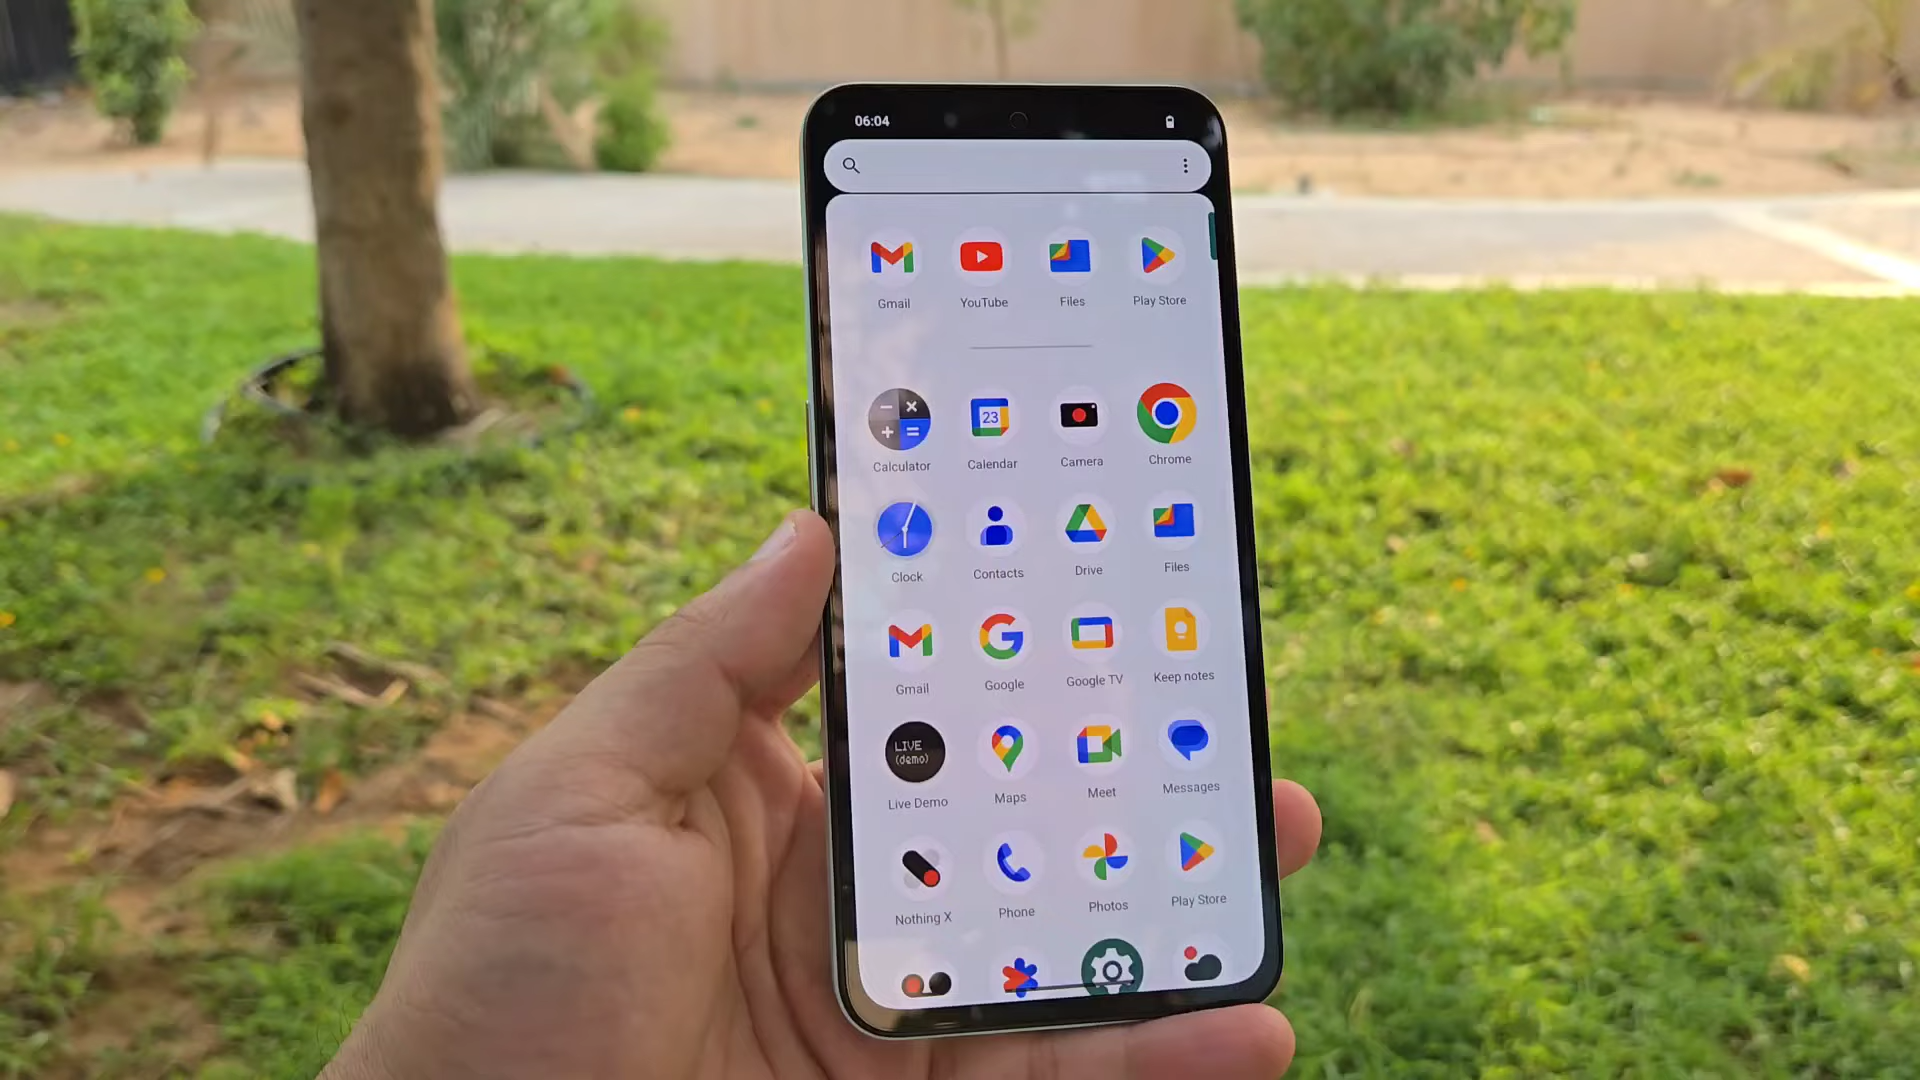 06:04
Gmail YouTube Files Play Store
23
Calculator Calendar Camera Chrome
Clock Contacts Drive Files
Gmail Google Google TV Keep notes
LIVE
(demo)
Live Demo Maps Meet Messages
Nothing X Phone Photos Play Store